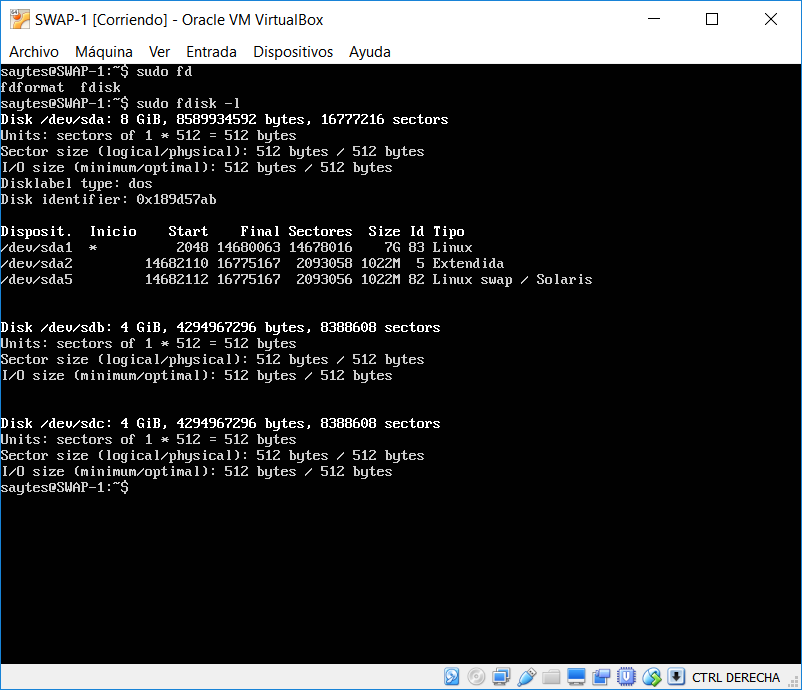 SWAP-1 [Corriendo] - Oracle VM VirtualBox
Archivo Máquina Ver Entrada Dispositivos Ayuda
saytes@SWAP-1:~$ sudo fd
fdformat  fdisk
saytes@SWAP-1:~$ sudo fdisk -l
Disk /dev/sda: 8 GiB, 8589934592 bytes, 16777216 sectors
Units: sectors of 1 * 512 = 512 bytes
Sector size (logical/physical): 512 bytes / 512 bytes
I/O size (minimum/optimal): 512 bytes / 512 bytes
Disklabel type: dos
Disk identifier: 0x189d57ab
Disposit.  Inicio    Start    Final Sectores  Size Id Tipo
/dev/sda1  *          2048 14680063 14678016    7G 83 Linux
/dev/sda2         14682110 16775167  2093058 1022M  5 Extendida
/dev/sda5         14682112 16775167  2093056 1022M 82 Linux swap / Solaris
Disk /dev/sdb: 4 GiB, 4294967296 bytes, 8388608 sectors
Units: sectors of 1 * 512 = 512 bytes
Sector size (logical/physical): 512 bytes / 512 bytes
I/O size (minimum/optimal): 512 bytes / 512 bytes
Disk /dev/sdc: 4 GiB, 4294967296 bytes, 8388608 sectors
Units: sectors of 1 * 512 = 512 bytes
Sector size (logical/physical): 512 bytes / 512 bytes
I/O size (minimum/optimal): 512 bytes / 512 bytes
saytes@SWAP-1:~$
CTRL DERECHA